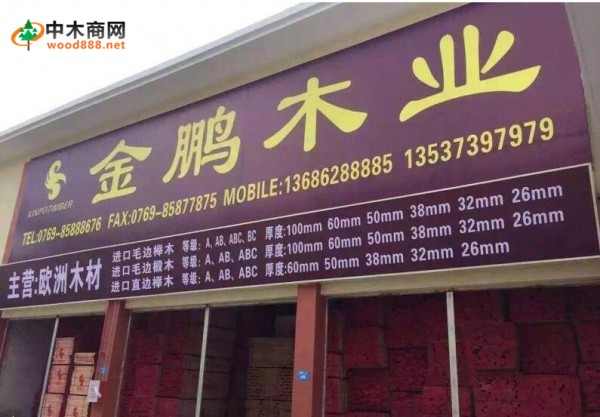 中木商网
wood888.net
金鹏木业
KINPOTIMBER
TEL:0769-85888676 FAX:0769-85877875 MOBILE:13686288885 13537397979
主营:欧洲木材
进口毛边榉木 等级: A, AB, ABC, BC 厚度:100mm 60mm 50mm 38mm 32mm 26mm
进口毛边椴木 等级: A, AB, ABC 厚度:100mm 60mm 50mm 38mm 32mm 26mm
进口直边榉木 等级: A, AB, ABC 厚度:60mm 50mm 38mm 32mm 26mm